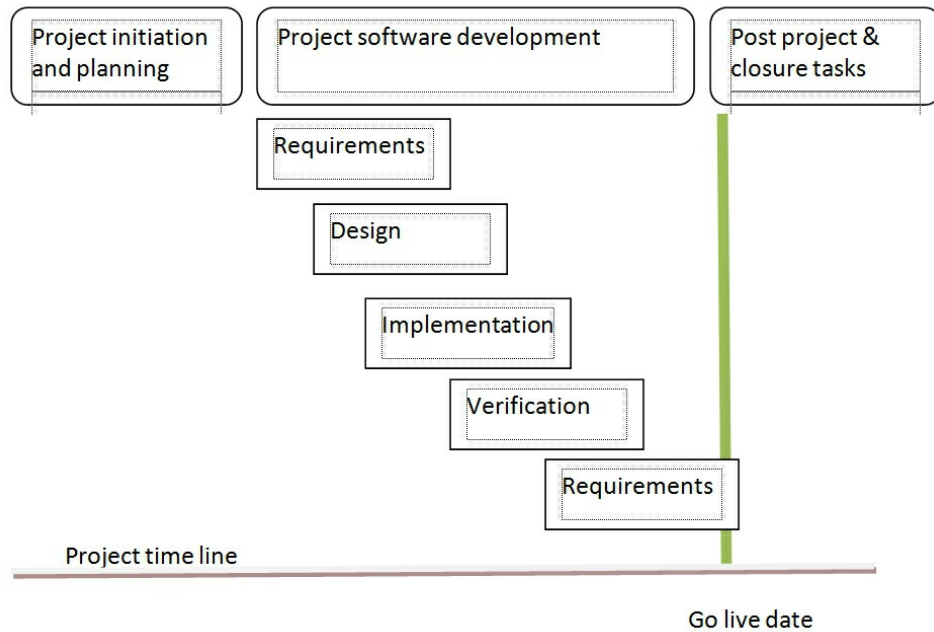 Project initiation
and planning
Project software development
Post project &
closure tasks
Requirements
Design
Implementation
Verification
Requirements
Project time line
Go live date